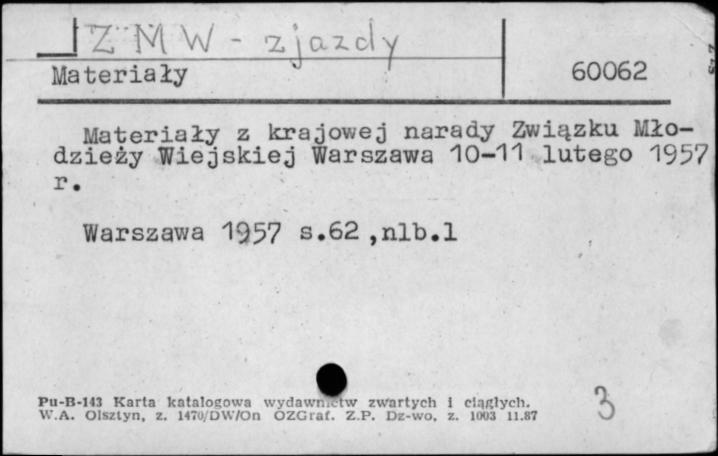 ZMW - zjazdy
Materiały 60062
Materiały z krajowej narady Związku Mło-
dzieży Wiejskiej Warszawa 10-11 lutego 1957
r.
Warszawa 1957 s.62,nlb.1
Pu-B-143 Karta katalogowa wydawnictw zwartych i ciągłych.
W.A. Olsztyn, z. 1470/DW/On OZGraf. Z.P. Dz-wo, z. 1003 11.87
3